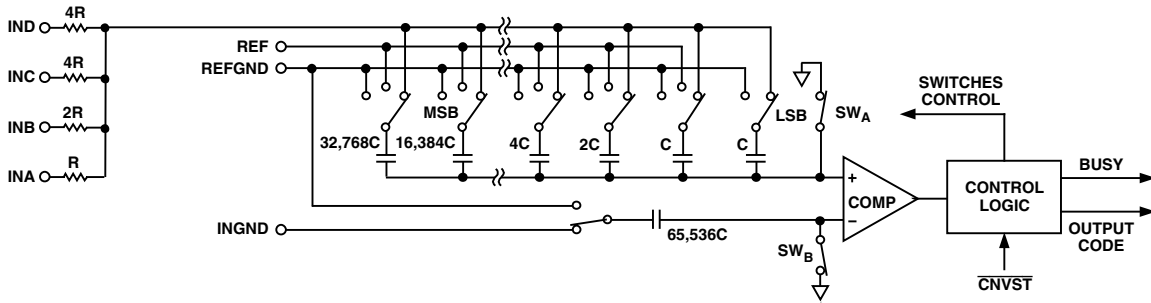 IND
4R
REF
REFGND
INC
4R
SWITCHES
CONTROL
MSB
LSB
SWA
INB
2R
32,768C
16,384C
4C
2C
C
C
BUSY
INA
R
+
COMP
−
CONTROL
LOGIC
OUTPUT
CODE
INGND
65,536C
SWB
CNVST